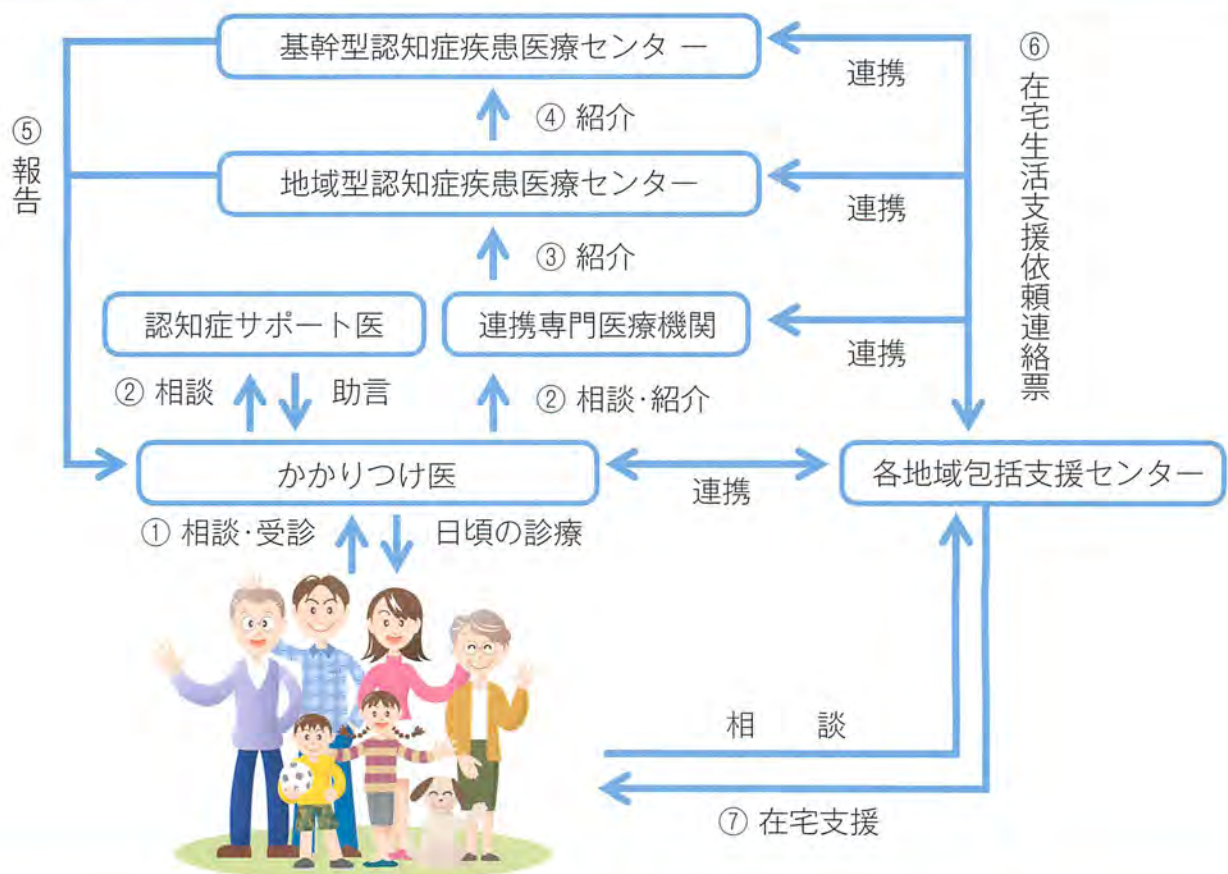 基幹型認知症疾患医療センター
連携
④ 紹介
⑤ 報告
地域型認知症疾患医療センター
連携
⑥ 在宅生活支援依頼連絡票
③ 紹介
認知症サポート医
連携専門医療機関
連携
② 相談
助言
② 相談・紹介
かかりつけ医
連携
各地域包括支援センター
① 相談・受診
日頃の診療
相 談
⑦ 在宅支援